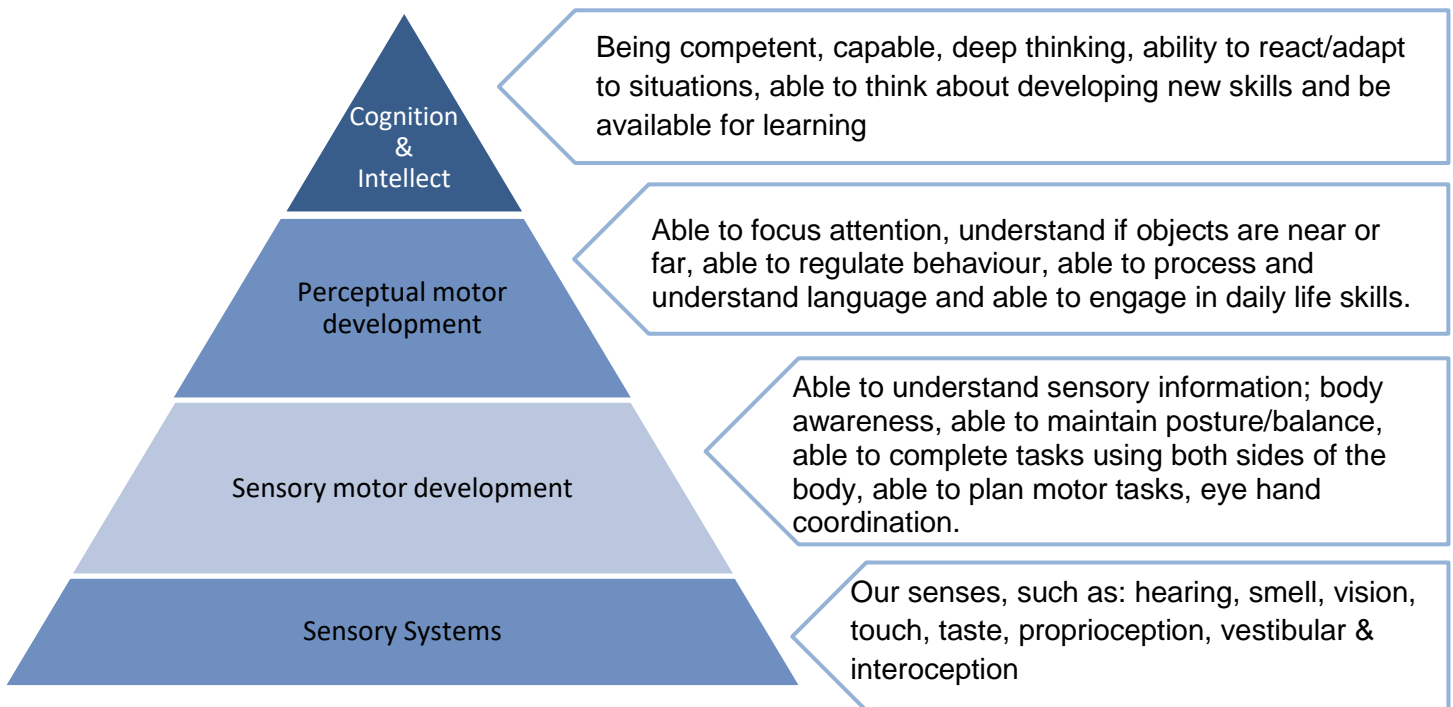 Cognition
&
Intellect
Being competent, capable, deep thinking, ability to react/adapt
to situations, able to think about developing new skills and be
available for learning
Perceptual motor
development
Able to focus attention, understand if objects are near or
far, able to regulate behaviour, able to process and
understand language and able to engage in daily life skills.
Sensory motor development
Able to understand sensory information; body
awareness, able to maintain posture/balance,
able to complete tasks using both sides of the
body, able to plan motor tasks, eye hand
coordination.
Sensory Systems
Our senses, such as: hearing, smell, vision,
touch, taste, proprioception, vestibular &
interoception